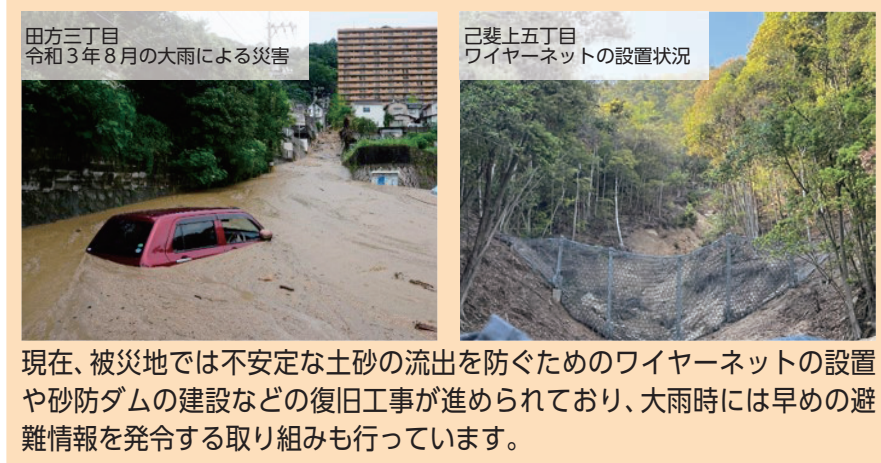 田方三丁目
令和３年８月の大雨による災害
己斐上五丁目
ワイヤーネットの設置状況
現在、被災地では不安定な土砂の流出を防ぐためのワイヤーネットの設置
や砂防ダムの建設などの復旧工事が進められており、大雨時には早めの避
難情報を発令する取り組みも行っています。